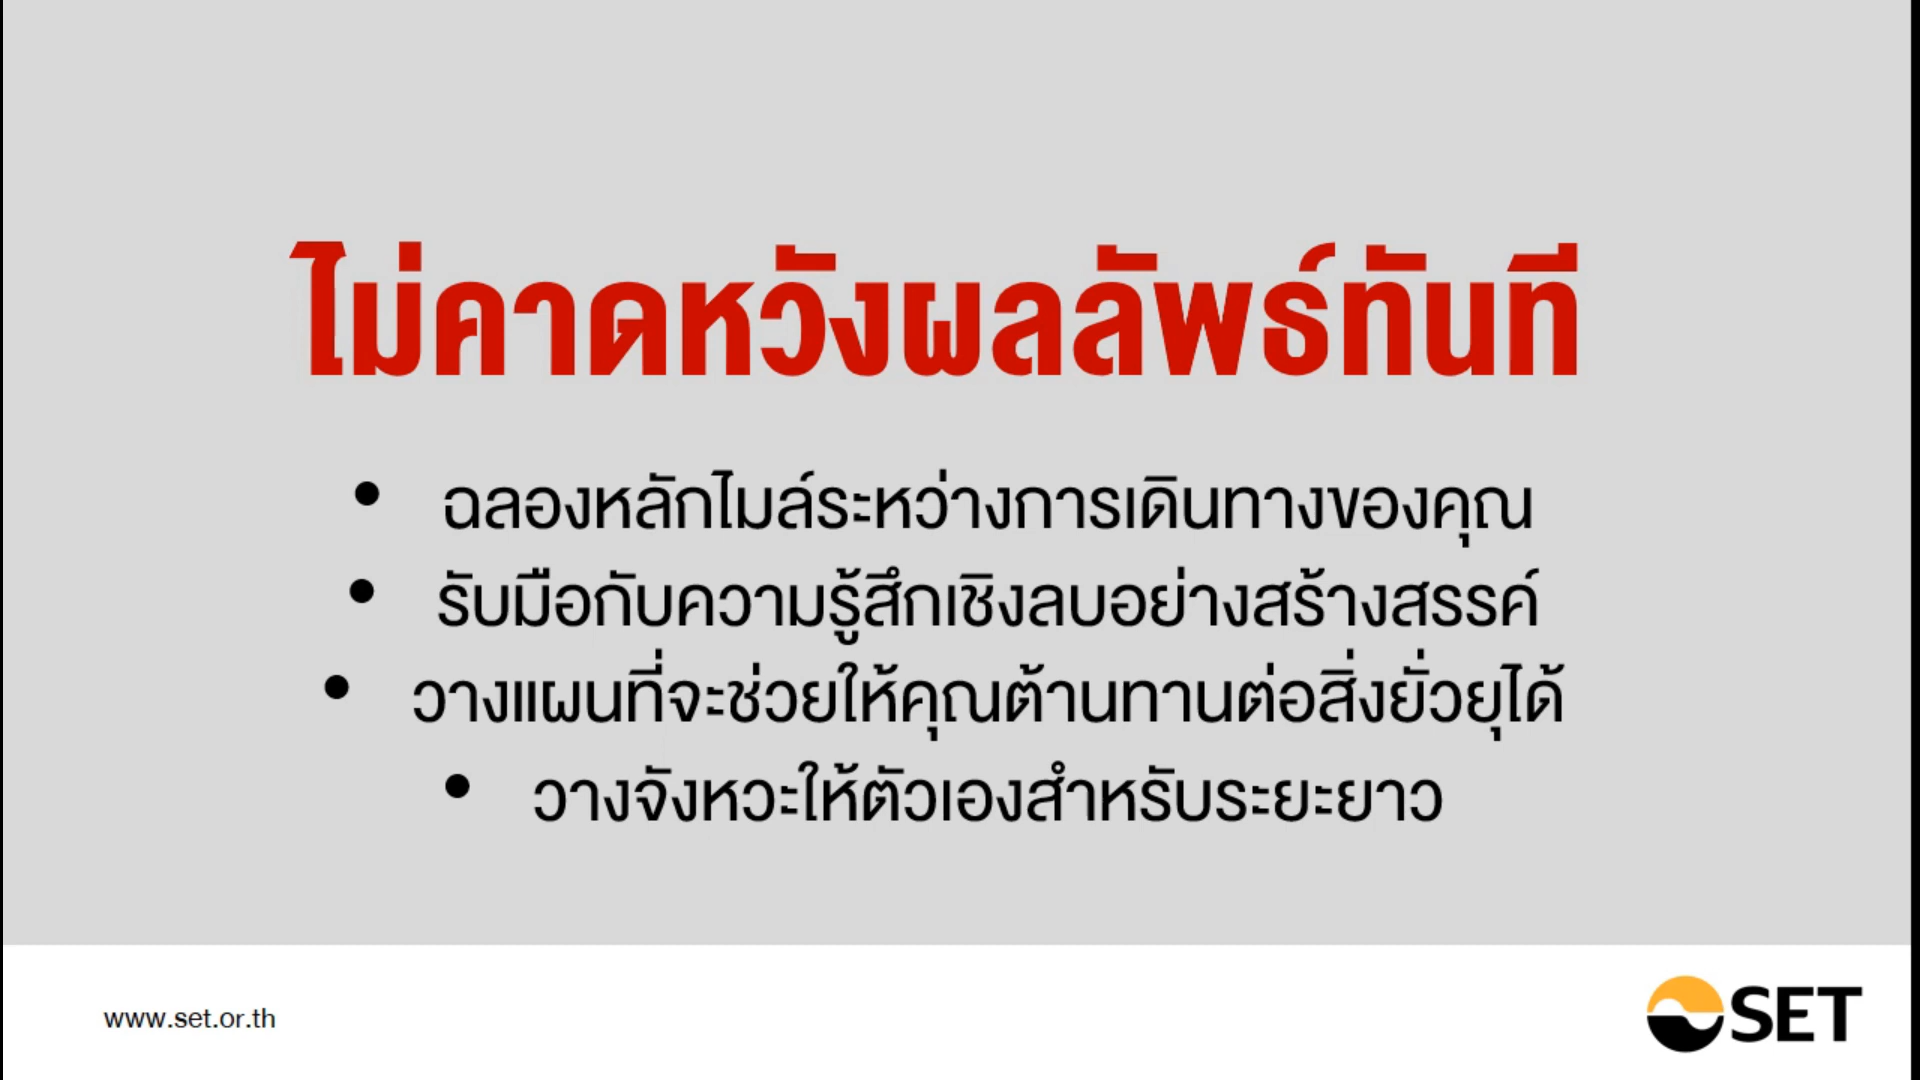 ไม่คาดหวังผลลัพธ์ทันที
• ฉลองหลักไมล์ระหว่างการเดินทางของคุณ
• รับมือกับความรู้สึกเชิงลบอย่างสร้างสรรค์
• วางแผนที่จะช่วยให้คุณต้านทานต่อสิ่งยั่วยุได้
• วางจังหวะให้ตัวเองสำหรับระยะยาว
www.set.or.th
SET